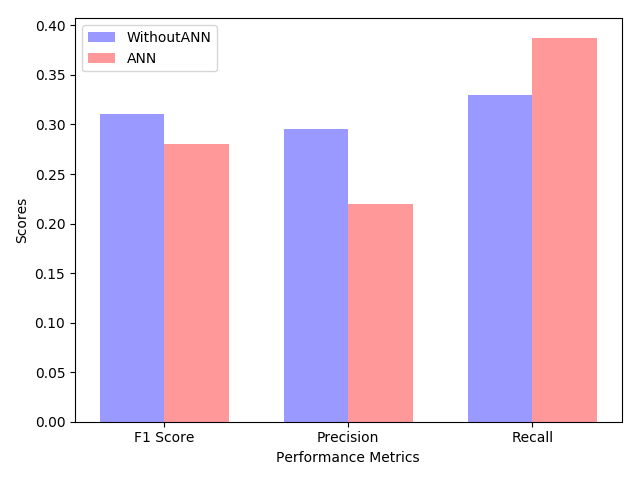 WithoutANN
ANN
0.40
0.35
0.30
0.25
0.20
0.15
0.10
0.05
0.00
Scores
F1 Score
Precision
Recall
Performance Metrics